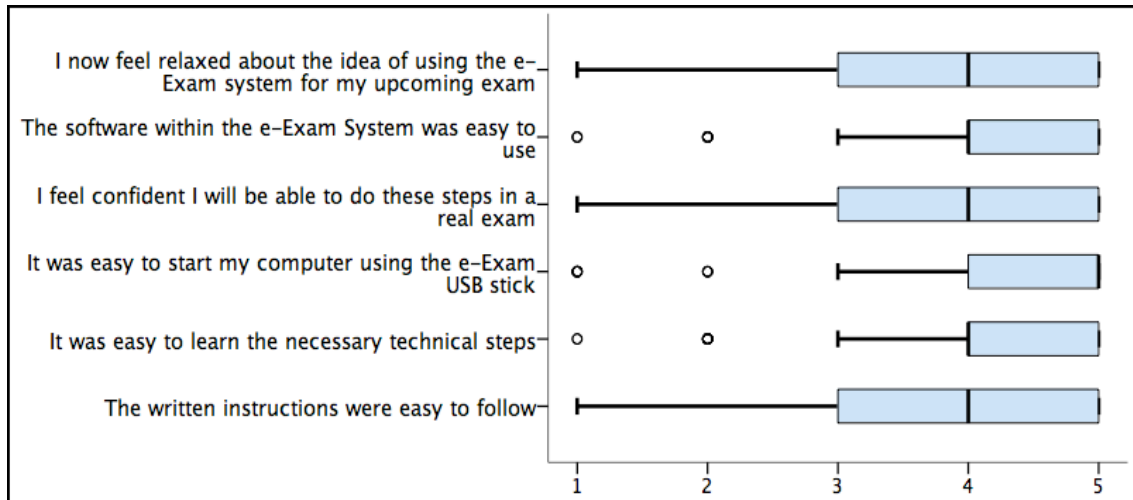 I now feel relaxed about the idea of using the e-
Exam system for my upcoming exam
The software within the e-Exam System was easy to
use
I feel confident I will be able to do these steps in a
real exam
It was easy to start my computer using the e-Exam
USB stick
It was easy to learn the necessary technical steps
The written instructions were easy to follow
1 2 3 4 5